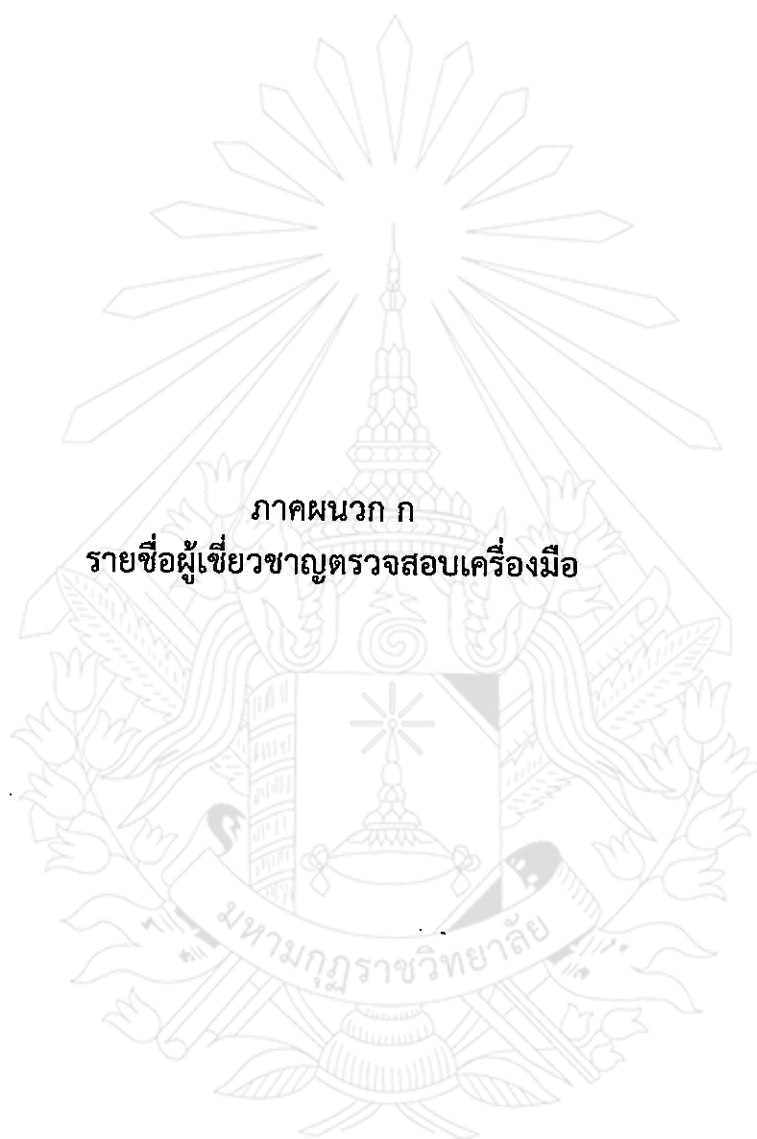 ภาคผนวก ก
รายชื่อผู้เชี่ยวชาญตรวจสอบเครื่องมือ
มหามกุฏราชวิทยาลัย